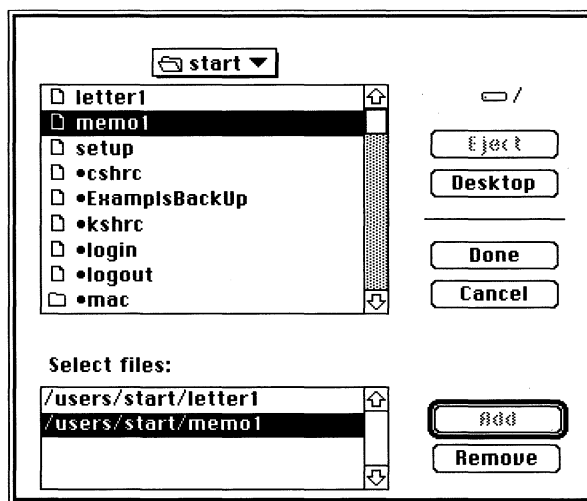 start
letter1
memo1
setup
•cshrc
•ExamplsBackUp
•kshrc
•login
•logout
•mac
/
Eject
Desktop
Done
Cancel
Select files:
/users/start/letter1
/users/start/memo1
Add
Remove